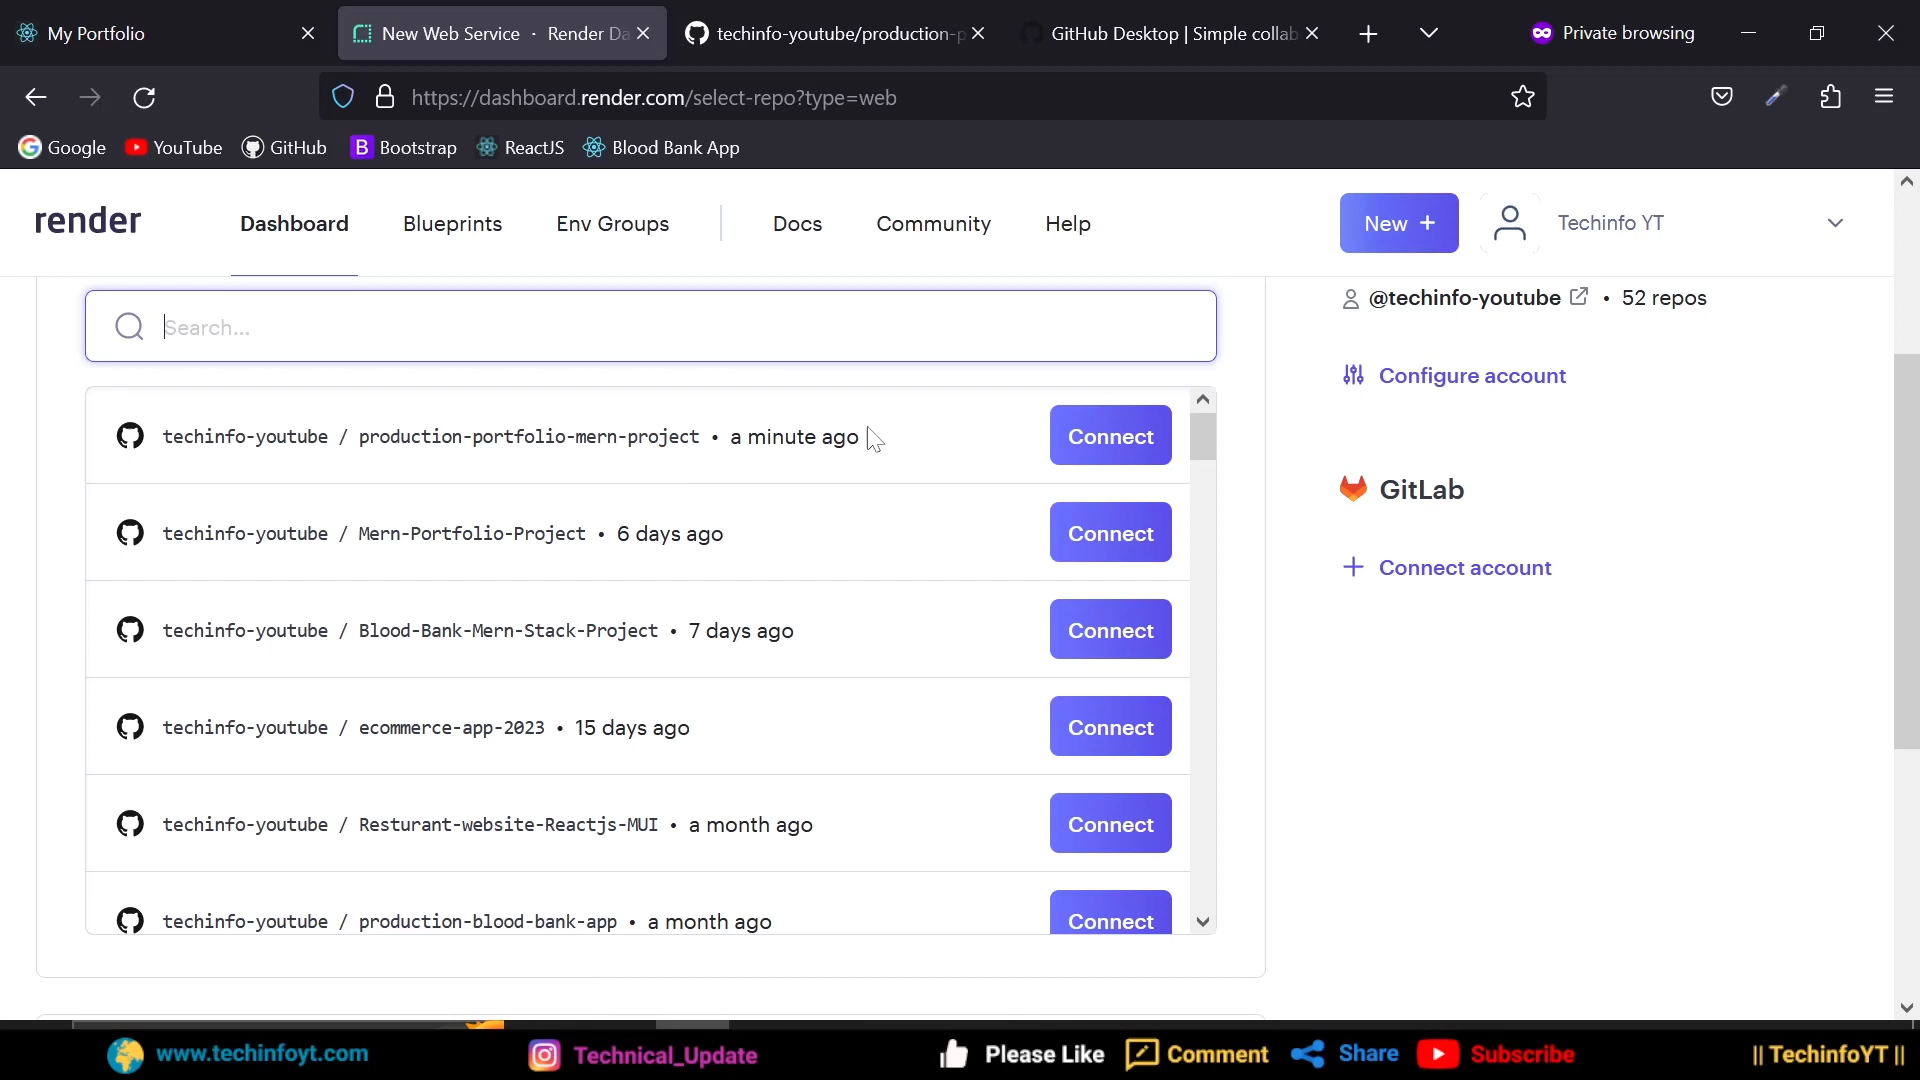 My Portfolio
New Web Service · Render Da
techinfo-youtube/production-p
GitHub Desktop | Simple collab
Private browsing
https://dashboard.render.com/select-repo?type=web
Google
YouTube
GitHub
B Bootstrap
ReactJS
Blood Bank App
render
Dashboard
Blueprints
Env Groups
Docs
Community
Help
New +
Techinfo YT
@techinfo-youtube • 52 repos
Search...
Configure account
techinfo-youtube / production-portfolio-mern-project • a minute ago
Connect
GitLab
techinfo-youtube / Mern-Portfolio-Project • 6 days ago
Connect
Connect account
techinfo-youtube / Blood-Bank-Mern-Stack-Project • 7 days ago
Connect
techinfo-youtube / ecommerce-app-2023 • 15 days ago
Connect
techinfo-youtube / Resturant-website-Reactjs-MUI • a month ago
Connect
techinfo-youtube / production-blood-bank-app • a month ago
Connect
www.techinfoyt.com
Technical_Update
Please Like
Comment
Share
Subscribe
|| TechinfoYT ||